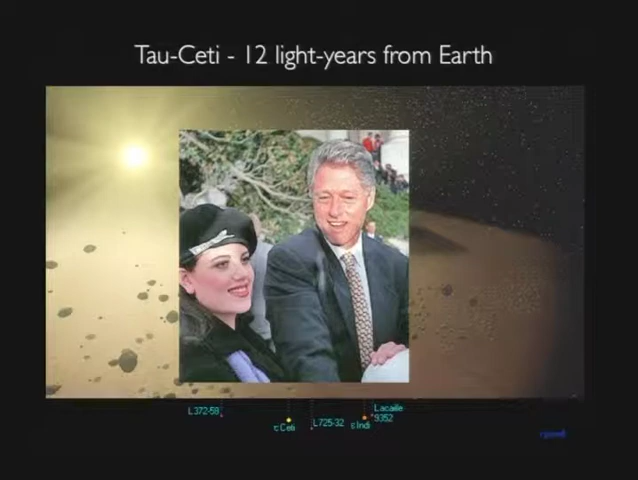 Tau-Ceti - 12 light-years from Earth
L372-58
τ Ceti
L725-32
ε Indi
Lacaille
9352